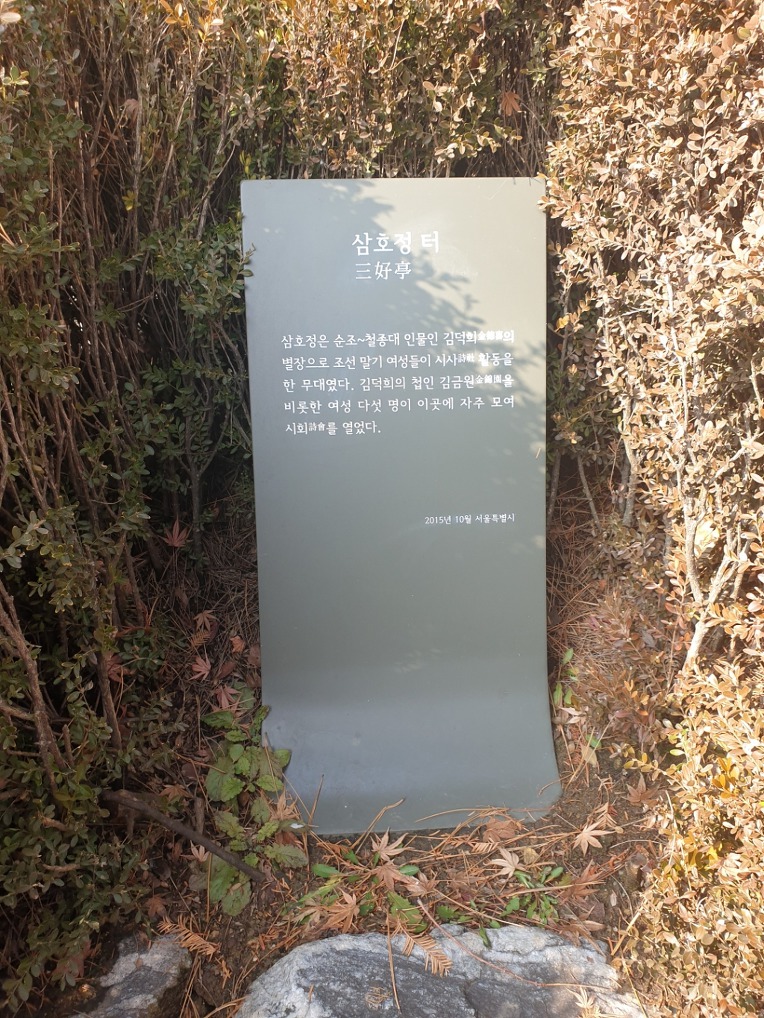 삼호정 터
三好亭
삼호정은 순조~철종대 인물인 김덕희金德喜의
별장으로 조선 말기 여성들이 시사詩社 활동을
한 무대였다. 김덕희의 첩인 김금원金錦園을
비롯한 여성 다섯 명이 이곳에 자주 모여
시회詩會를 열었다.
2015년 10월 서울특별시